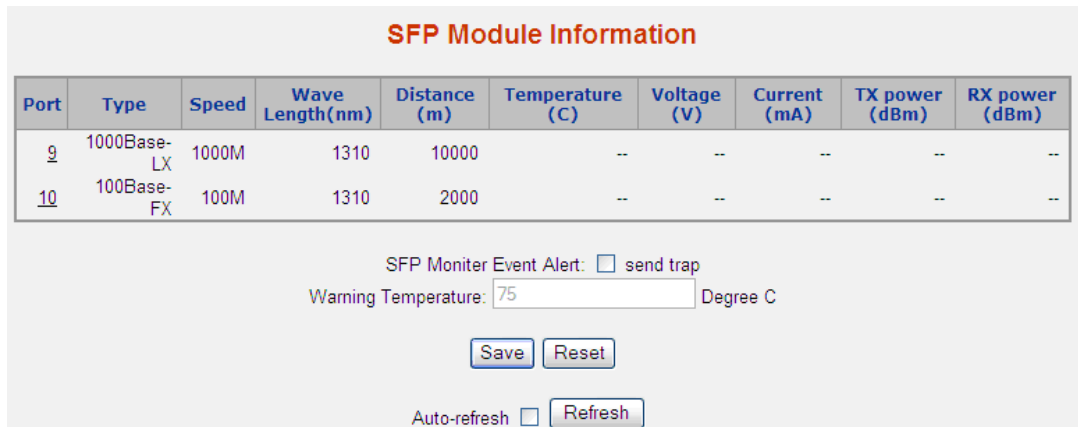 SFP Module Information
Port Type Speed Wave Length(nm) Distance (m) Temperature (C) Voltage (V) Current (mA) TX power (dBm) RX power (dBm)
9 1000Base-LX 1000M 1310 10000 -- -- -- -- --
10 100Base-FX 100M 1310 2000 -- -- -- -- --
SFP Moniter Event Alert: send trap
Warning Temperature: 75 Degree C
Save Reset
Auto-refresh Refresh